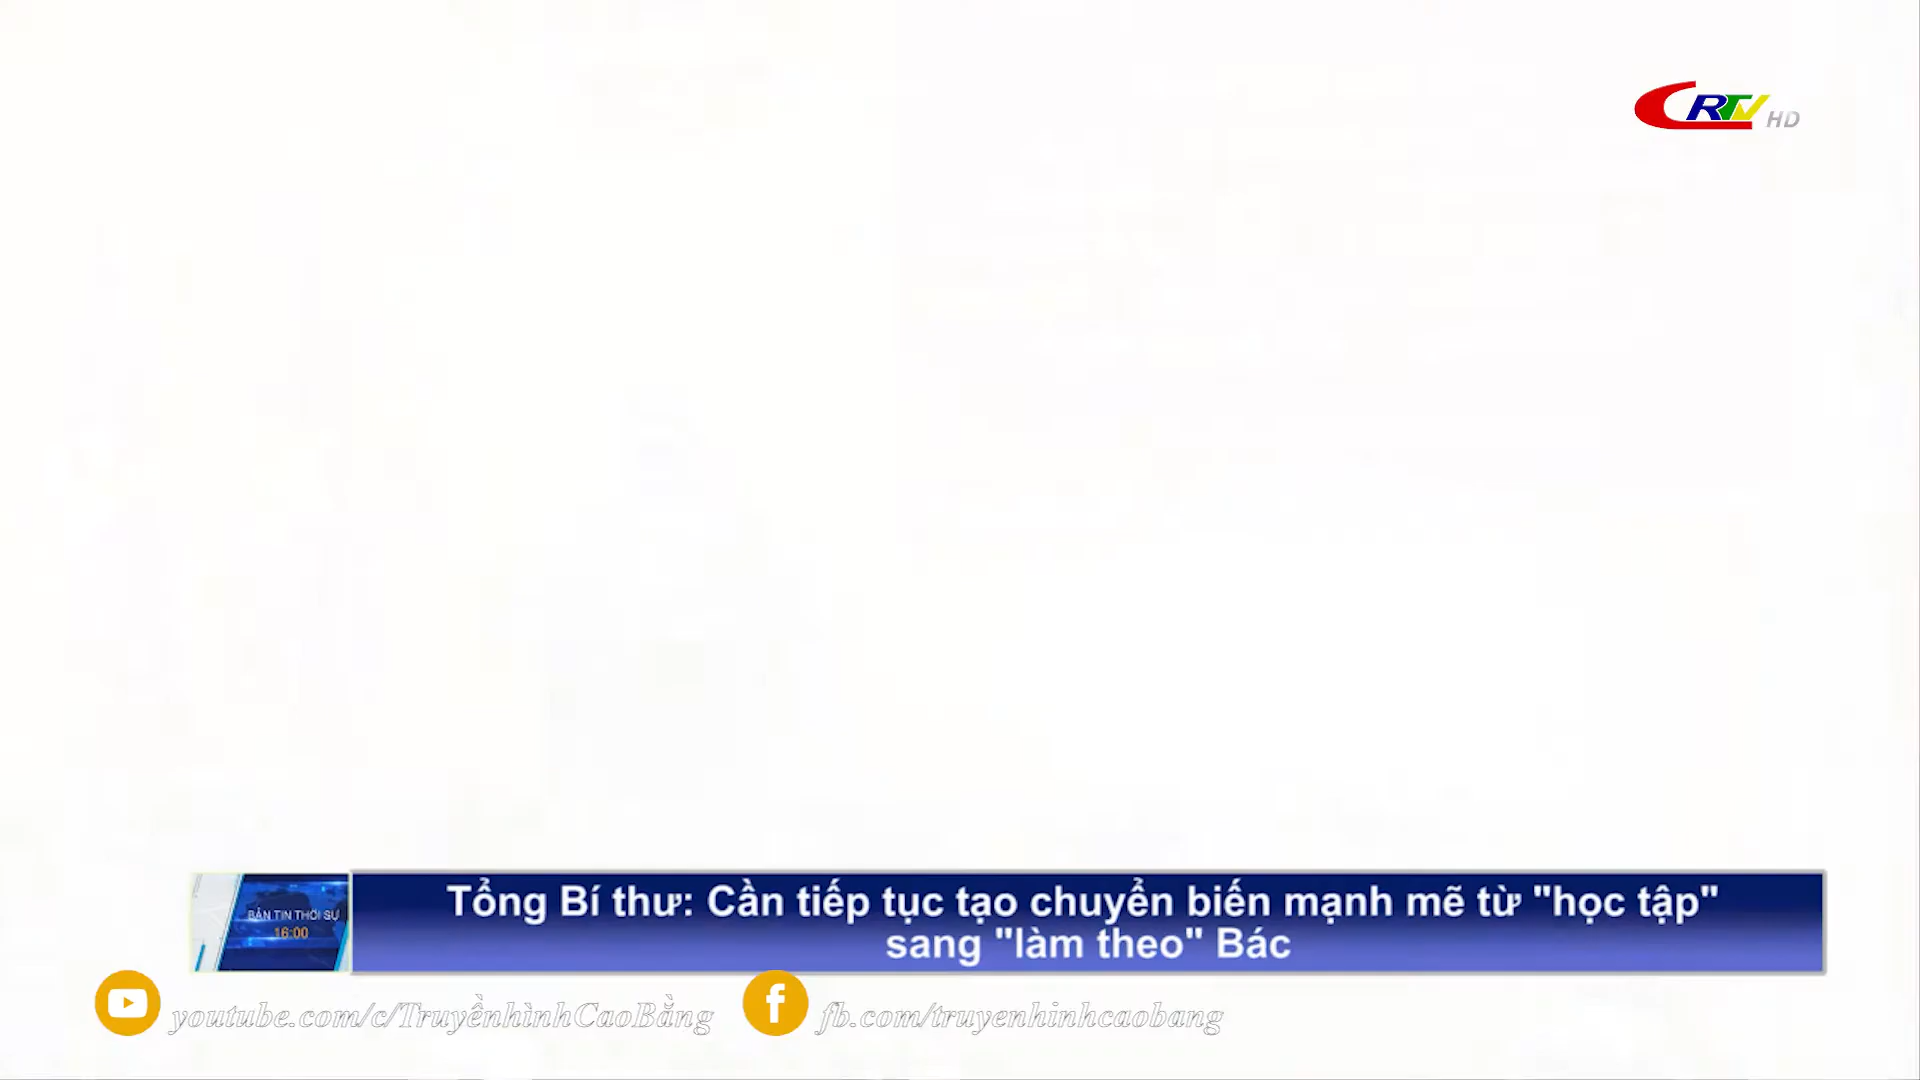 CRTV HD
Tổng Bí thư: Cần tiếp tục tạo chuyển biến mạnh mẽ từ "học tập"
sang "làm theo" Bác
BẢN TIN THỜI SỰ
16:00
youtube.com/c/TruyềnhìnhCaoBằng
fb.com/truyenhinhcaobang